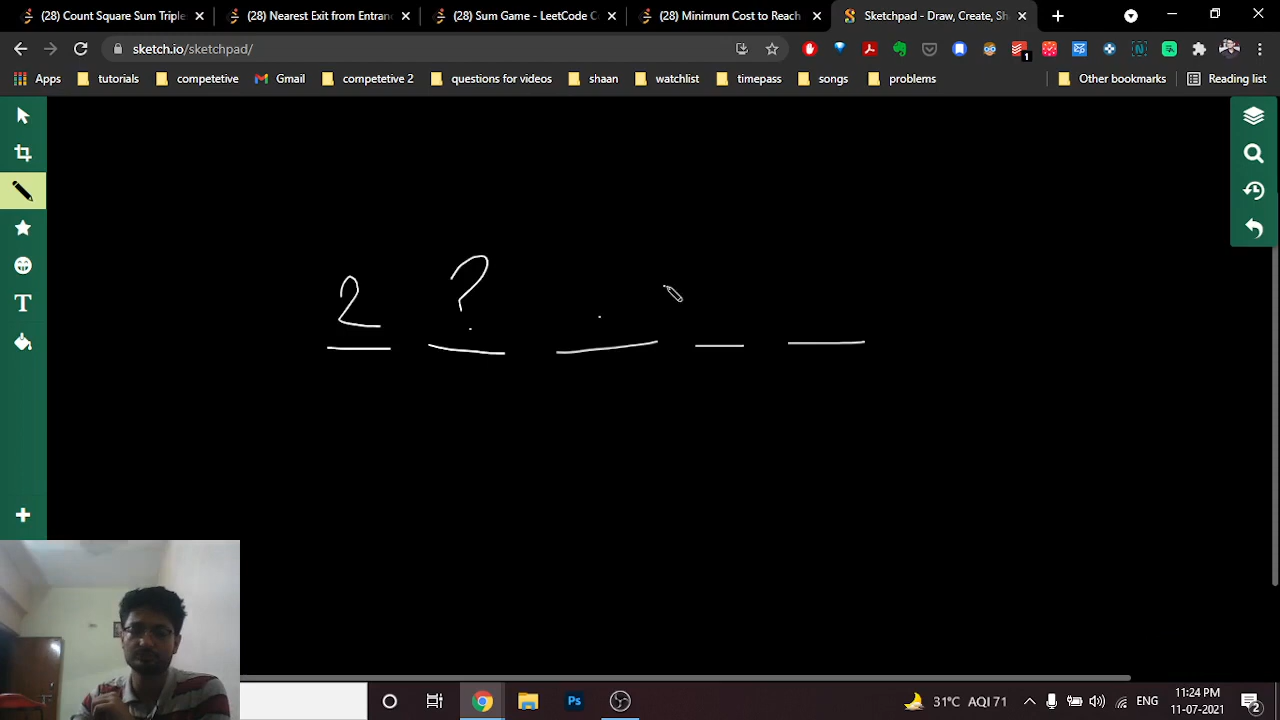 (28) Count Square Sum Triple
(28) Nearest Exit from Entran
(28) Sum Game - LeetCode C
(28) Minimum Cost to Reach
Sketchpad - Draw, Create, Sh
sketch.io/sketchpad/
1
Apps
tutorials
competetive
Gmail
competetive 2
questions for videos
shaan
watchlist
timepass
songs
problems
Other bookmarks
Reading list
2 ?
T
31°C AQI 71
ENG
11:24 PM
11-07-2021
2